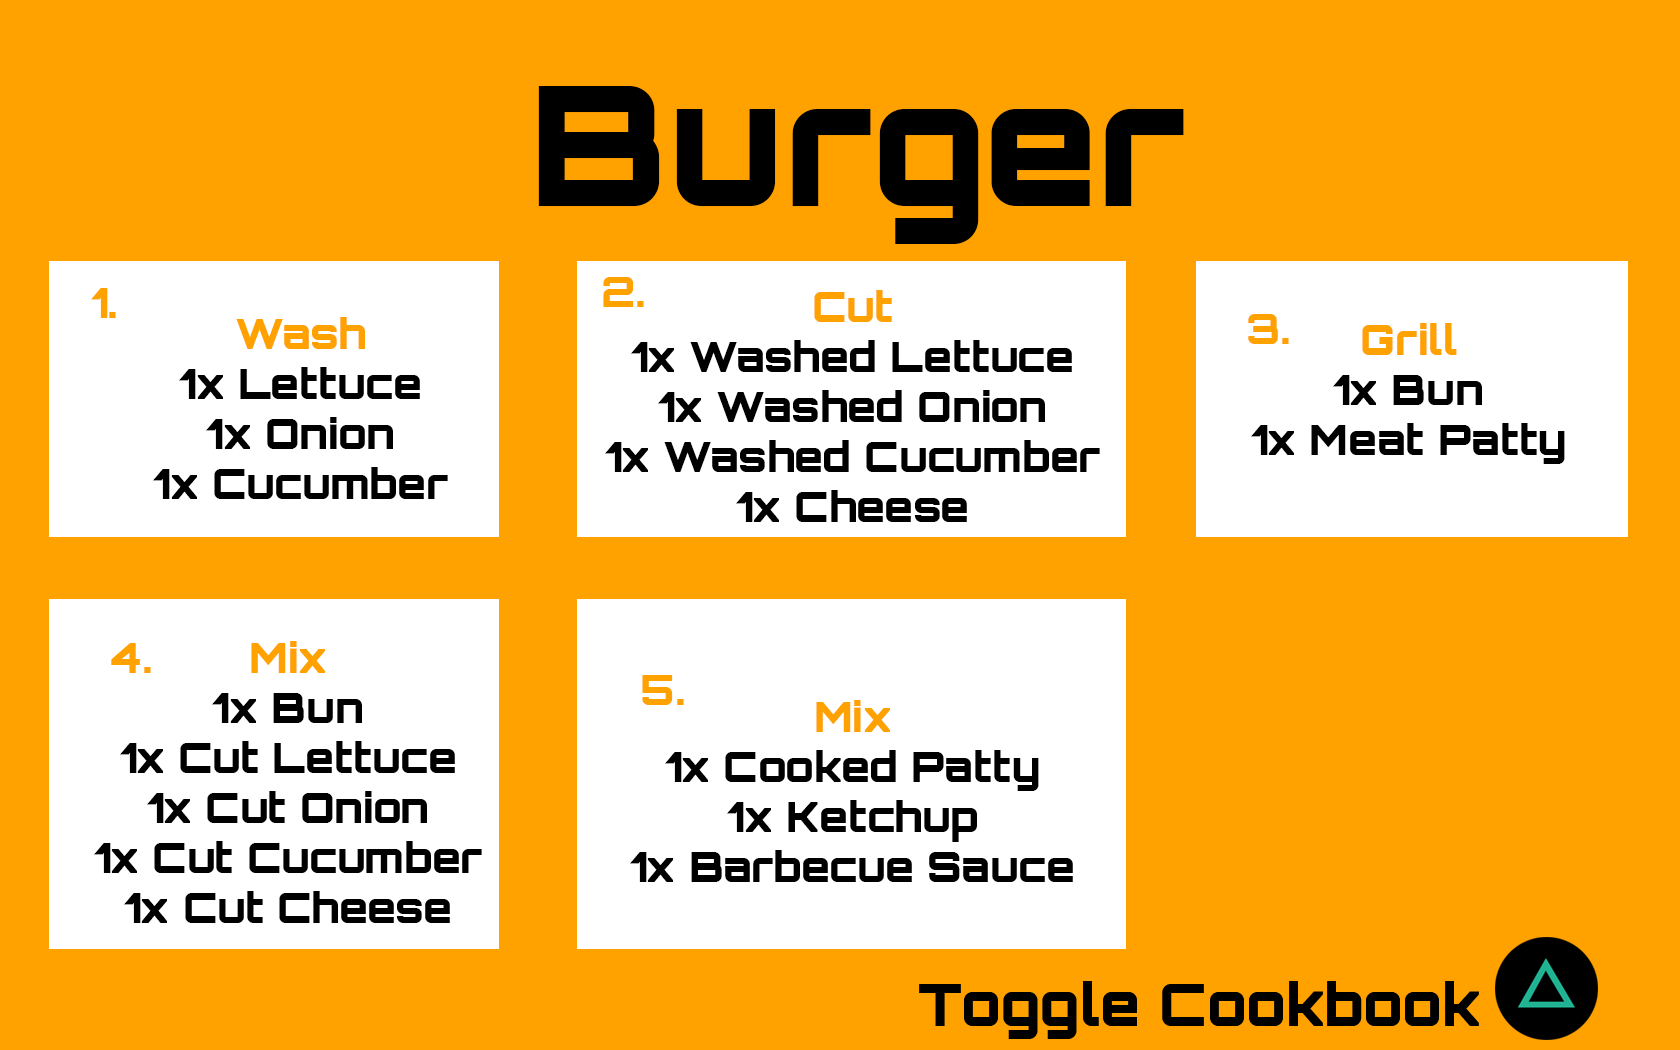 Burger
1.
Wash
1x Lettuce
1x Onion
1x Cucumber
2.
Cut
1x Washed Lettuce
1x Washed Onion
1x Washed Cucumber
1x Cheese
3.
Grill
1x Bun
1x Meat Patty
4.
Mix
1x Bun
1x Cut Lettuce
1x Cut Onion
1x Cut Cucumber
1x Cut Cheese
5.
Mix
1x Cooked Patty
1x Ketchup
1x Barbecue Sauce
Toggle Cookbook